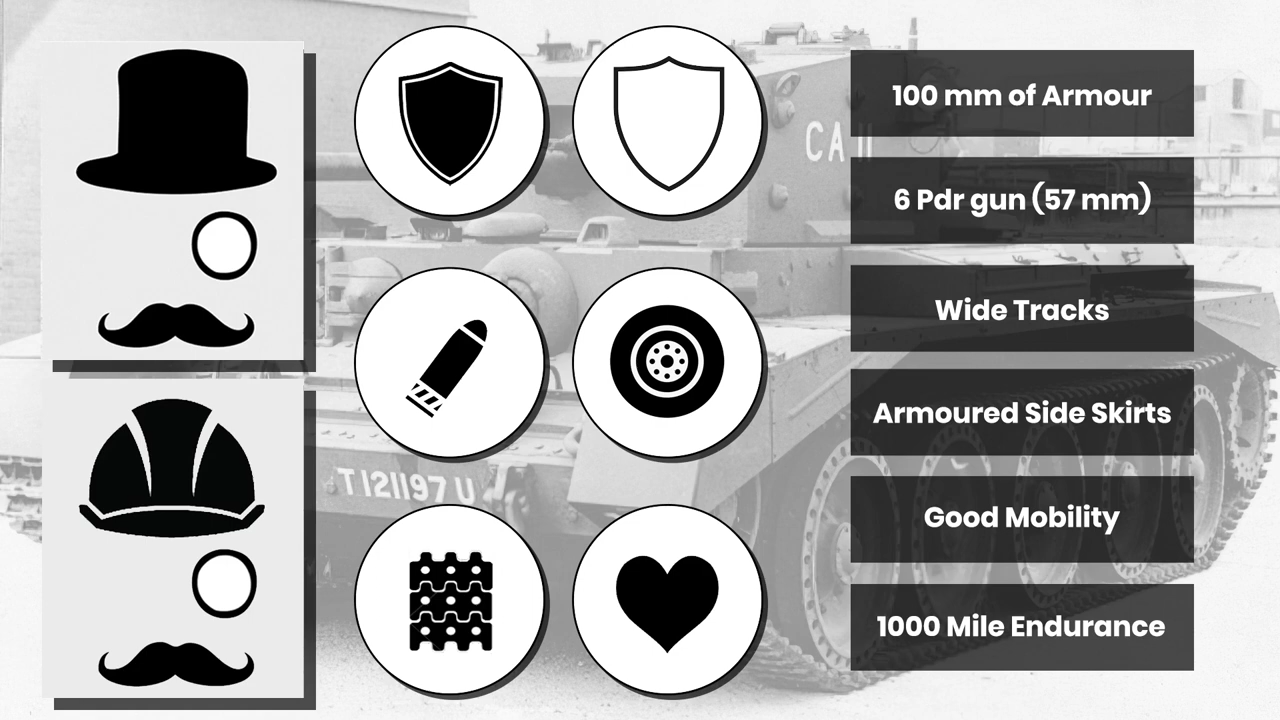 CA II
100 mm of Armour
6 Pdr gun (57 mm)
Wide Tracks
Armoured Side Skirts
T121197 U
Good Mobility
1000 Mile Endurance